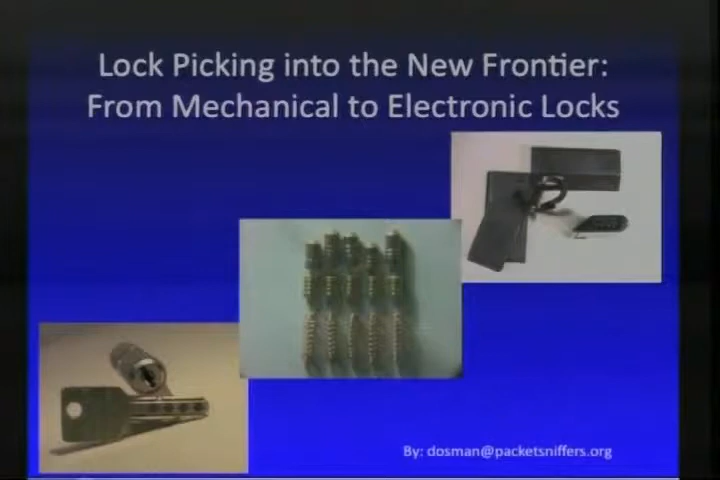 Lock Picking into the New Frontier:
From Mechanical to Electronic Locks
By: dosman@packetsniffers.org